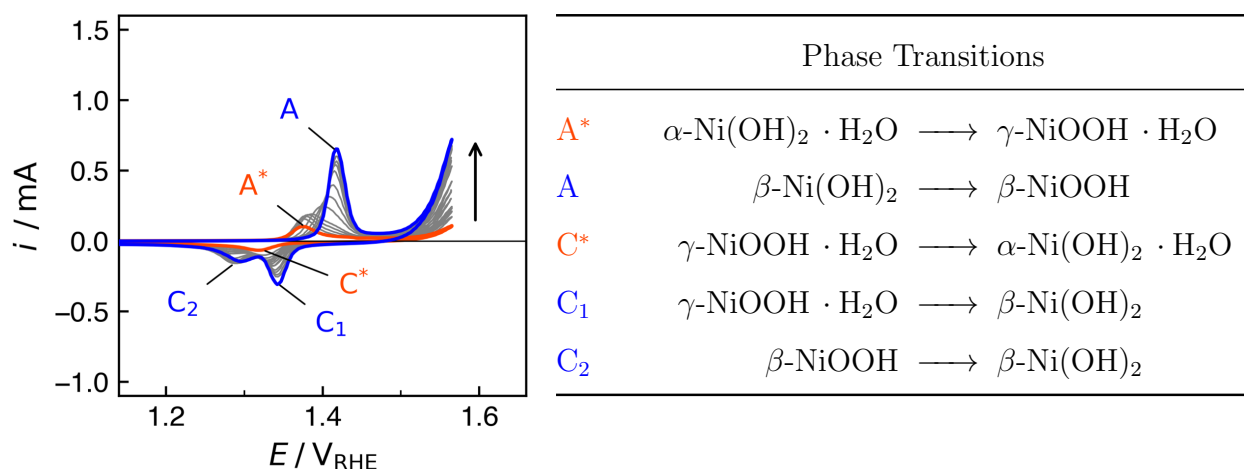 1.5
1.0
0.5
0.0
−0.5
−1.0
i / mA
A
A*
C*
C₂
C₁
1.2
1.4
1.6
E / V_RHE
Phase Transitions
A* α-Ni(OH)₂ · H₂O ⟶ γ-NiOOH · H₂O
A β-Ni(OH)₂ ⟶ β-NiOOH
C* γ-NiOOH · H₂O ⟶ α-Ni(OH)₂ · H₂O
C₁ γ-NiOOH · H₂O ⟶ β-Ni(OH)₂
C₂ β-NiOOH ⟶ β-Ni(OH)₂